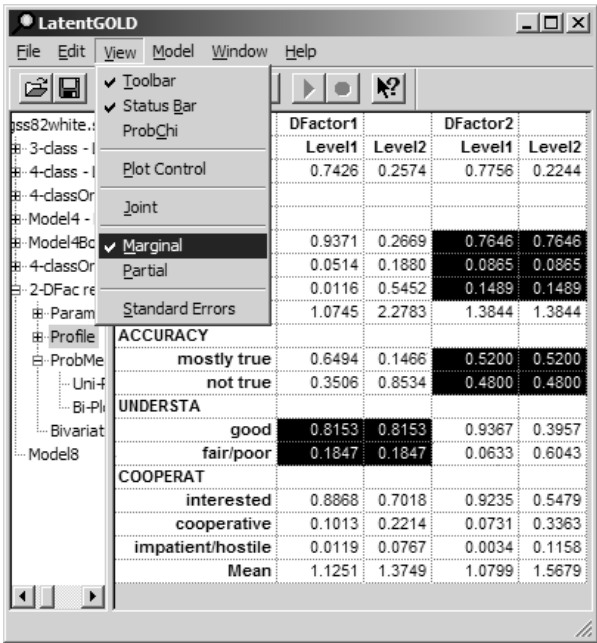 LatentGOLD
File Edit View Model Window Help
✓ Toolbar
✓ Status Bar
ProbChi
Plot Control
Joint
✓ Marginal
Partial
Standard Errors
gss82white.s
3-class - L
4-class - L
4-classOr
Model4 -
Model4Bo
4-classOr
2-DFac re
Param
Profile
ProbMe
Uni-P
Bi-Plo
Bivariat
Model8
DFactor1 DFactor2
Level1 Level2 Level1 Level2
0.7426 0.2574 0.7756 0.2244
0.9371 0.2669 0.7646 0.7646
0.0514 0.1880 0.0865 0.0865
0.0116 0.5452 0.1489 0.1489
1.0745 2.2783 1.3844 1.3844
ACCURACY
mostly true 0.6494 0.1466 0.5200 0.5200
not true 0.3506 0.8534 0.4800 0.4800
UNDERSTA
good 0.8153 0.8153 0.9367 0.3957
fair/poor 0.1847 0.1847 0.0633 0.6043
COOPERAT
interested 0.8868 0.7018 0.9235 0.5479
cooperative 0.1013 0.2214 0.0731 0.3363
impatient/hostile 0.0119 0.0767 0.0034 0.1158
Mean 1.1251 1.3749 1.0799 1.5679